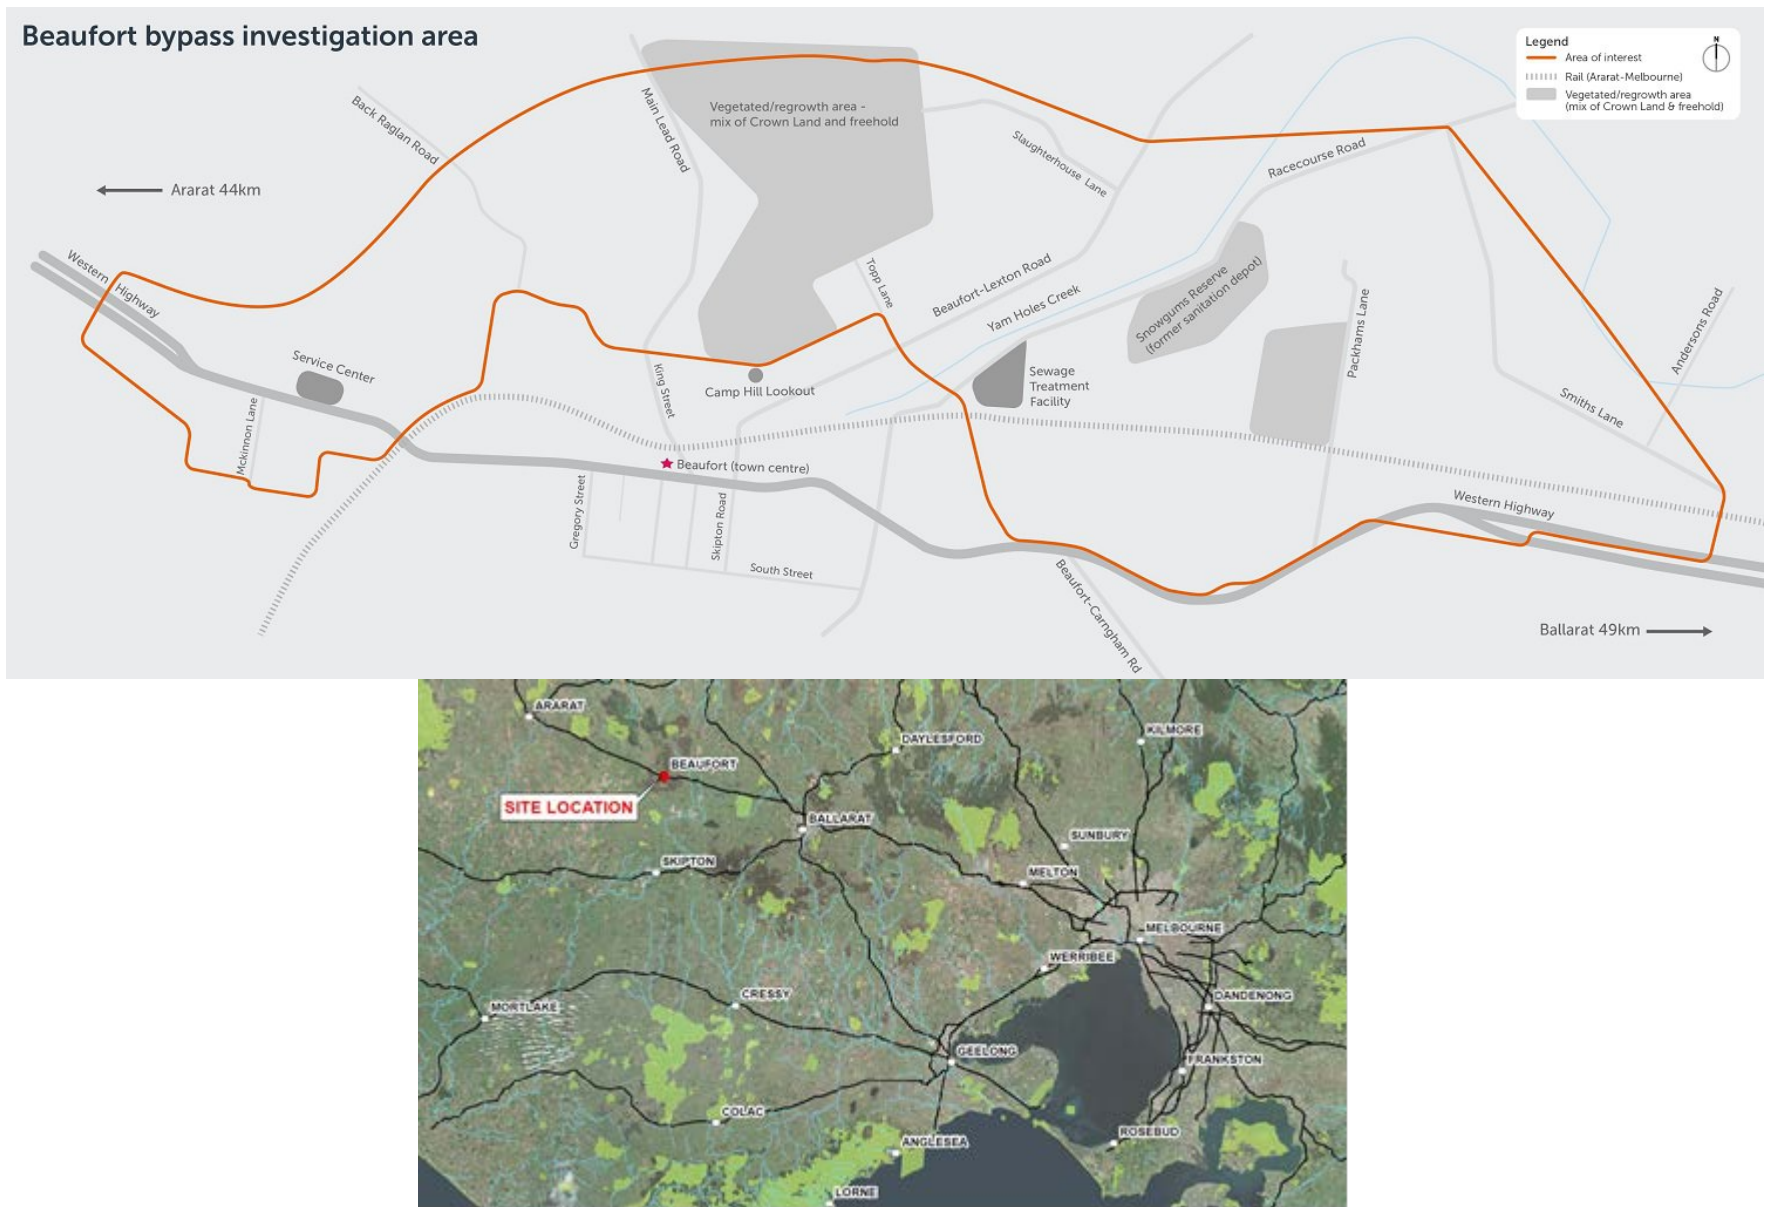 Beaufort bypass investigation area
Legend
N
Area of interest
Rail (Ararat-Melbourne)
Vegetated/regrowth area
(mix of Crown Land & freehold)
Back Raglan Road
Main Lead Road
Vegetated/regrowth area -
mix of Crown Land and freehold
Slaughterhouse Lane
Racecourse Road
Ararat 44km
Western Highway
Topp Lane
Beaufort-Lexton Road
Yam Holes Creek
Snowgums Reserve
(former sanitation depot)
Packhams Lane
Andersons Road
Service Center
King Street
Camp Hill Lookout
Sewage
Treatment
Facility
Smiths Lane
Mckinnon Lane
Beaufort (town centre)
Gregory Street
Skipton Road
Western Highway
South Street
Beaufort-Carngham Rd
Ballarat 49km
ARARAT
DAYLESFORD
KILMORE
BEAUFORT
SITE LOCATION
BALLARAT
SUNBURY
SKIPTON
MELTON
MELBOURNE
WERRIBEE
CRESSY
DANDENONG
MORTLAKE
GEELONG
FRANKSTON
COLAC
ROSEBUD
ANGLESEA
LORNE